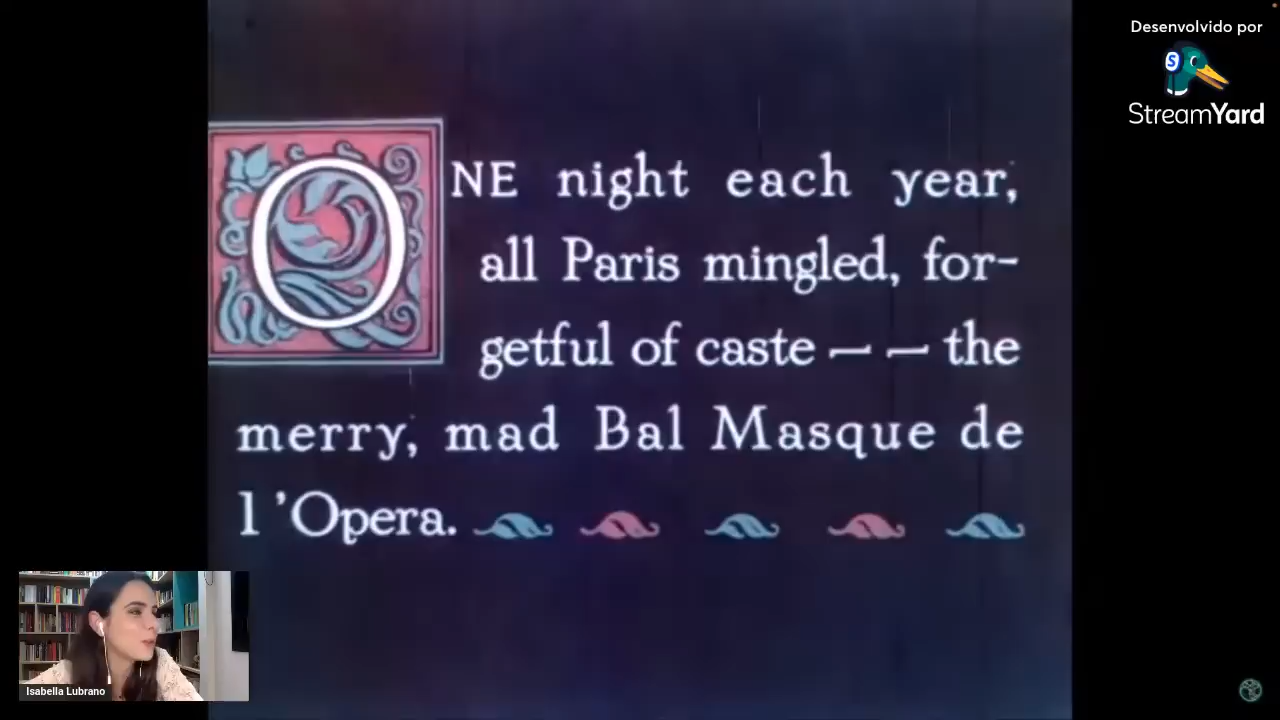 Desenvolvido por
StreamYard
ONE night each year,
all Paris mingled, for-
getful of caste — — the
merry, mad Bal Masque de
l'Opera.
Isabella Lubrano